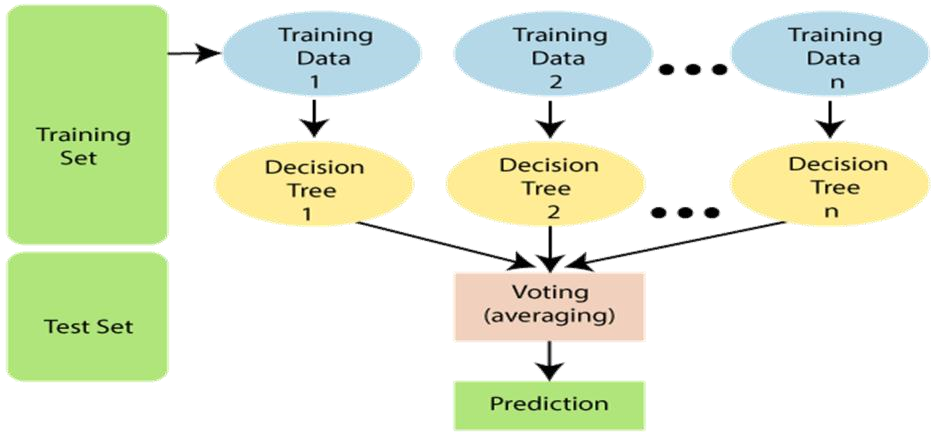 Training
Set
Training
Data
1
Training
Data
2
Training
Data
n
Decision
Tree
1
Decision
Tree
2
Decision
Tree
n
Test Set
Voting
(averaging)
Prediction